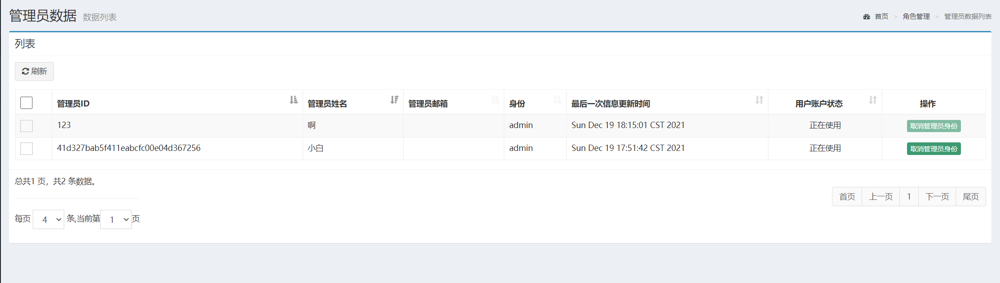 管理员数据 数据列表
首页 > 角色管理 > 管理员数据列表
列表
刷新
管理员ID 管理员姓名 管理员邮箱 身份 最后一次信息更新时间 用户账户状态 操作
123 啊 admin Sun Dec 19 18:15:01 CST 2021 正在使用 取消管理员身份
41d327bab5f411eabcfc00e04d367256 小白 admin Sun Dec 19 17:51:42 CST 2021 正在使用 取消管理员身份
总共1 页，共2 条数据。
首页 上一页 1 下一页 尾页
每页 4 条,当前第 1 页